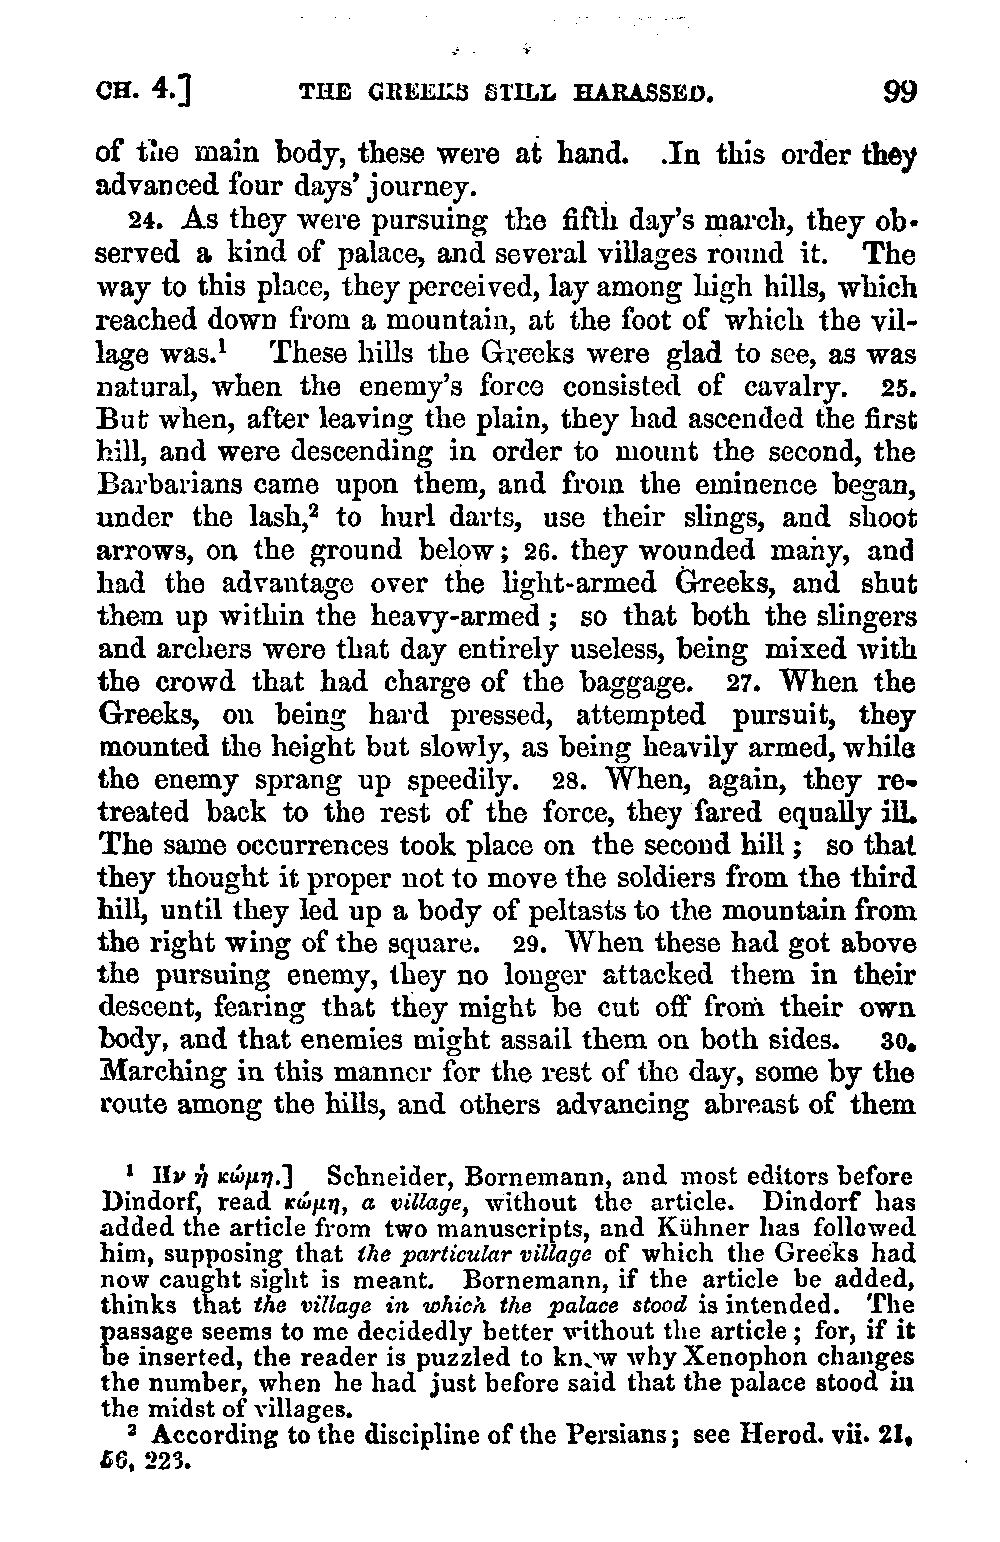 CH. 4.] THE GREEKS STILL HARASSED. 99
of the main body, these were at hand. .In this order they
advanced four days' journey.
24. As they were pursuing the fifth day's march, they ob-
served a kind of palace, and several villages round it. The
way to this place, they perceived, lay among high hills, which
reached down from a mountain, at the foot of which the vil-
lage was.¹ These hills the Greeks were glad to see, as was
natural, when the enemy's force consisted of cavalry. 25.
But when, after leaving the plain, they had ascended the first
hill, and were descending in order to mount the second, the
Barbarians came upon them, and from the eminence began,
under the lash,² to hurl darts, use their slings, and shoot
arrows, on the ground below; 26. they wounded many, and
had the advantage over the light-armed Greeks, and shut
them up within the heavy-armed; so that both the slingers
and archers were that day entirely useless, being mixed with
the crowd that had charge of the baggage. 27. When the
Greeks, on being hard pressed, attempted pursuit, they
mounted the height but slowly, as being heavily armed, while
the enemy sprang up speedily. 28. When, again, they re-
treated back to the rest of the force, they fared equally ill.
The same occurrences took place on the second hill; so that
they thought it proper not to move the soldiers from the third
hill, until they led up a body of peltasts to the mountain from
the right wing of the square. 29. When these had got above
the pursuing enemy, they no longer attacked them in their
descent, fearing that they might be cut off from their own
body, and that enemies might assail them on both sides. 30.
Marching in this manner for the rest of the day, some by the
route among the hills, and others advancing abreast of them
¹ Ην ἡ κώμη.] Schneider, Bornemann, and most editors before
Dindorf, read κώμη, a village, without the article. Dindorf has
added the article from two manuscripts, and Kühner has followed
him, supposing that the particular village of which the Greeks had
now caught sight is meant. Bornemann, if the article be added,
thinks that the village in which the palace stood is intended. The
passage seems to me decidedly better without the article; for, if it
be inserted, the reader is puzzled to know why Xenophon changes
the number, when he had just before said that the palace stood in
the midst of villages.
² According to the discipline of the Persians; see Herod. vii. 21,
56, 223.